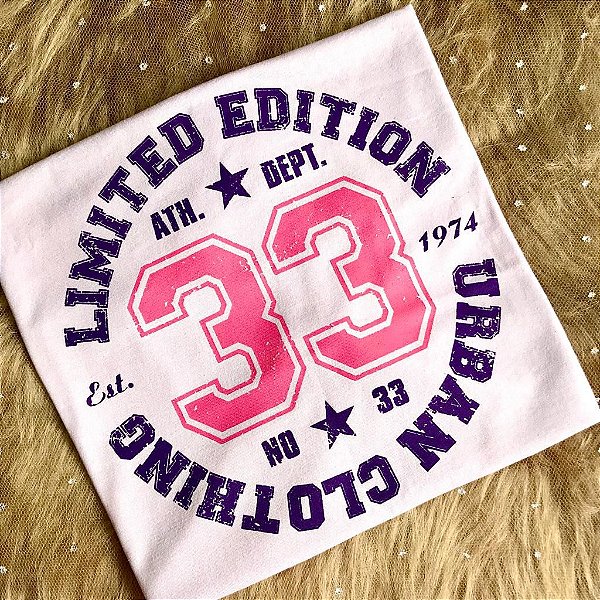 LIMITED EDITION
ATH. ★ DEPT.
33
Est. 1974
NO ★ 33
URBAN CLOTHING